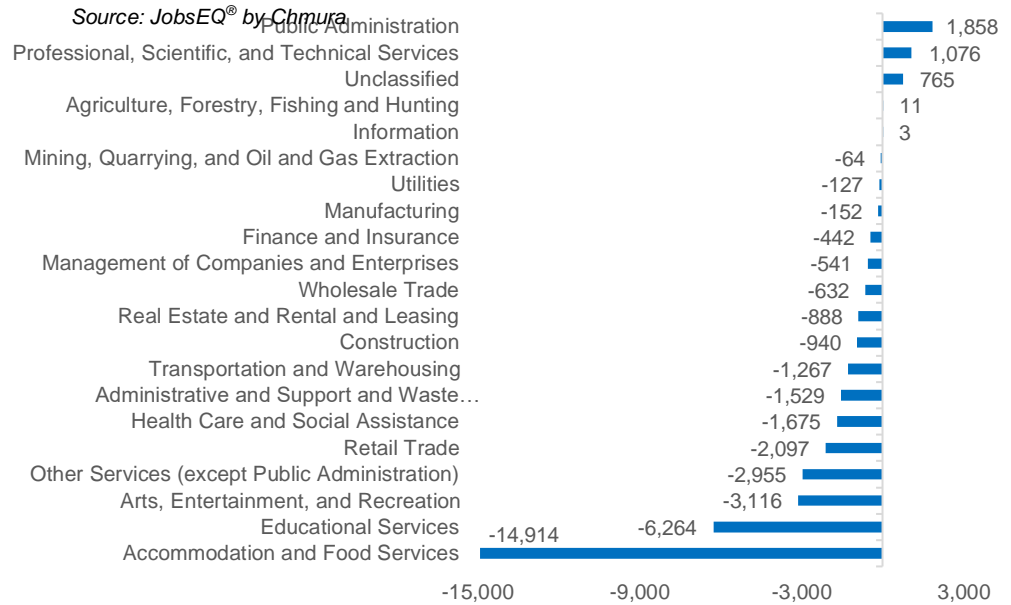 Source: JobsEQ® by Chmura
Public Administration 1,858
Professional, Scientific, and Technical Services 1,076
Unclassified 765
Agriculture, Forestry, Fishing and Hunting 11
Information 3
Mining, Quarrying, and Oil and Gas Extraction -64
Utilities -127
Manufacturing -152
Finance and Insurance -442
Management of Companies and Enterprises -541
Wholesale Trade -632
Real Estate and Rental and Leasing -888
Construction -940
Transportation and Warehousing -1,267
Administrative and Support and Waste… -1,529
Health Care and Social Assistance -1,675
Retail Trade -2,097
Other Services (except Public Administration) -2,955
Arts, Entertainment, and Recreation -3,116
Educational Services -6,264
Accommodation and Food Services -14,914
-15,000 -9,000 -3,000 3,000